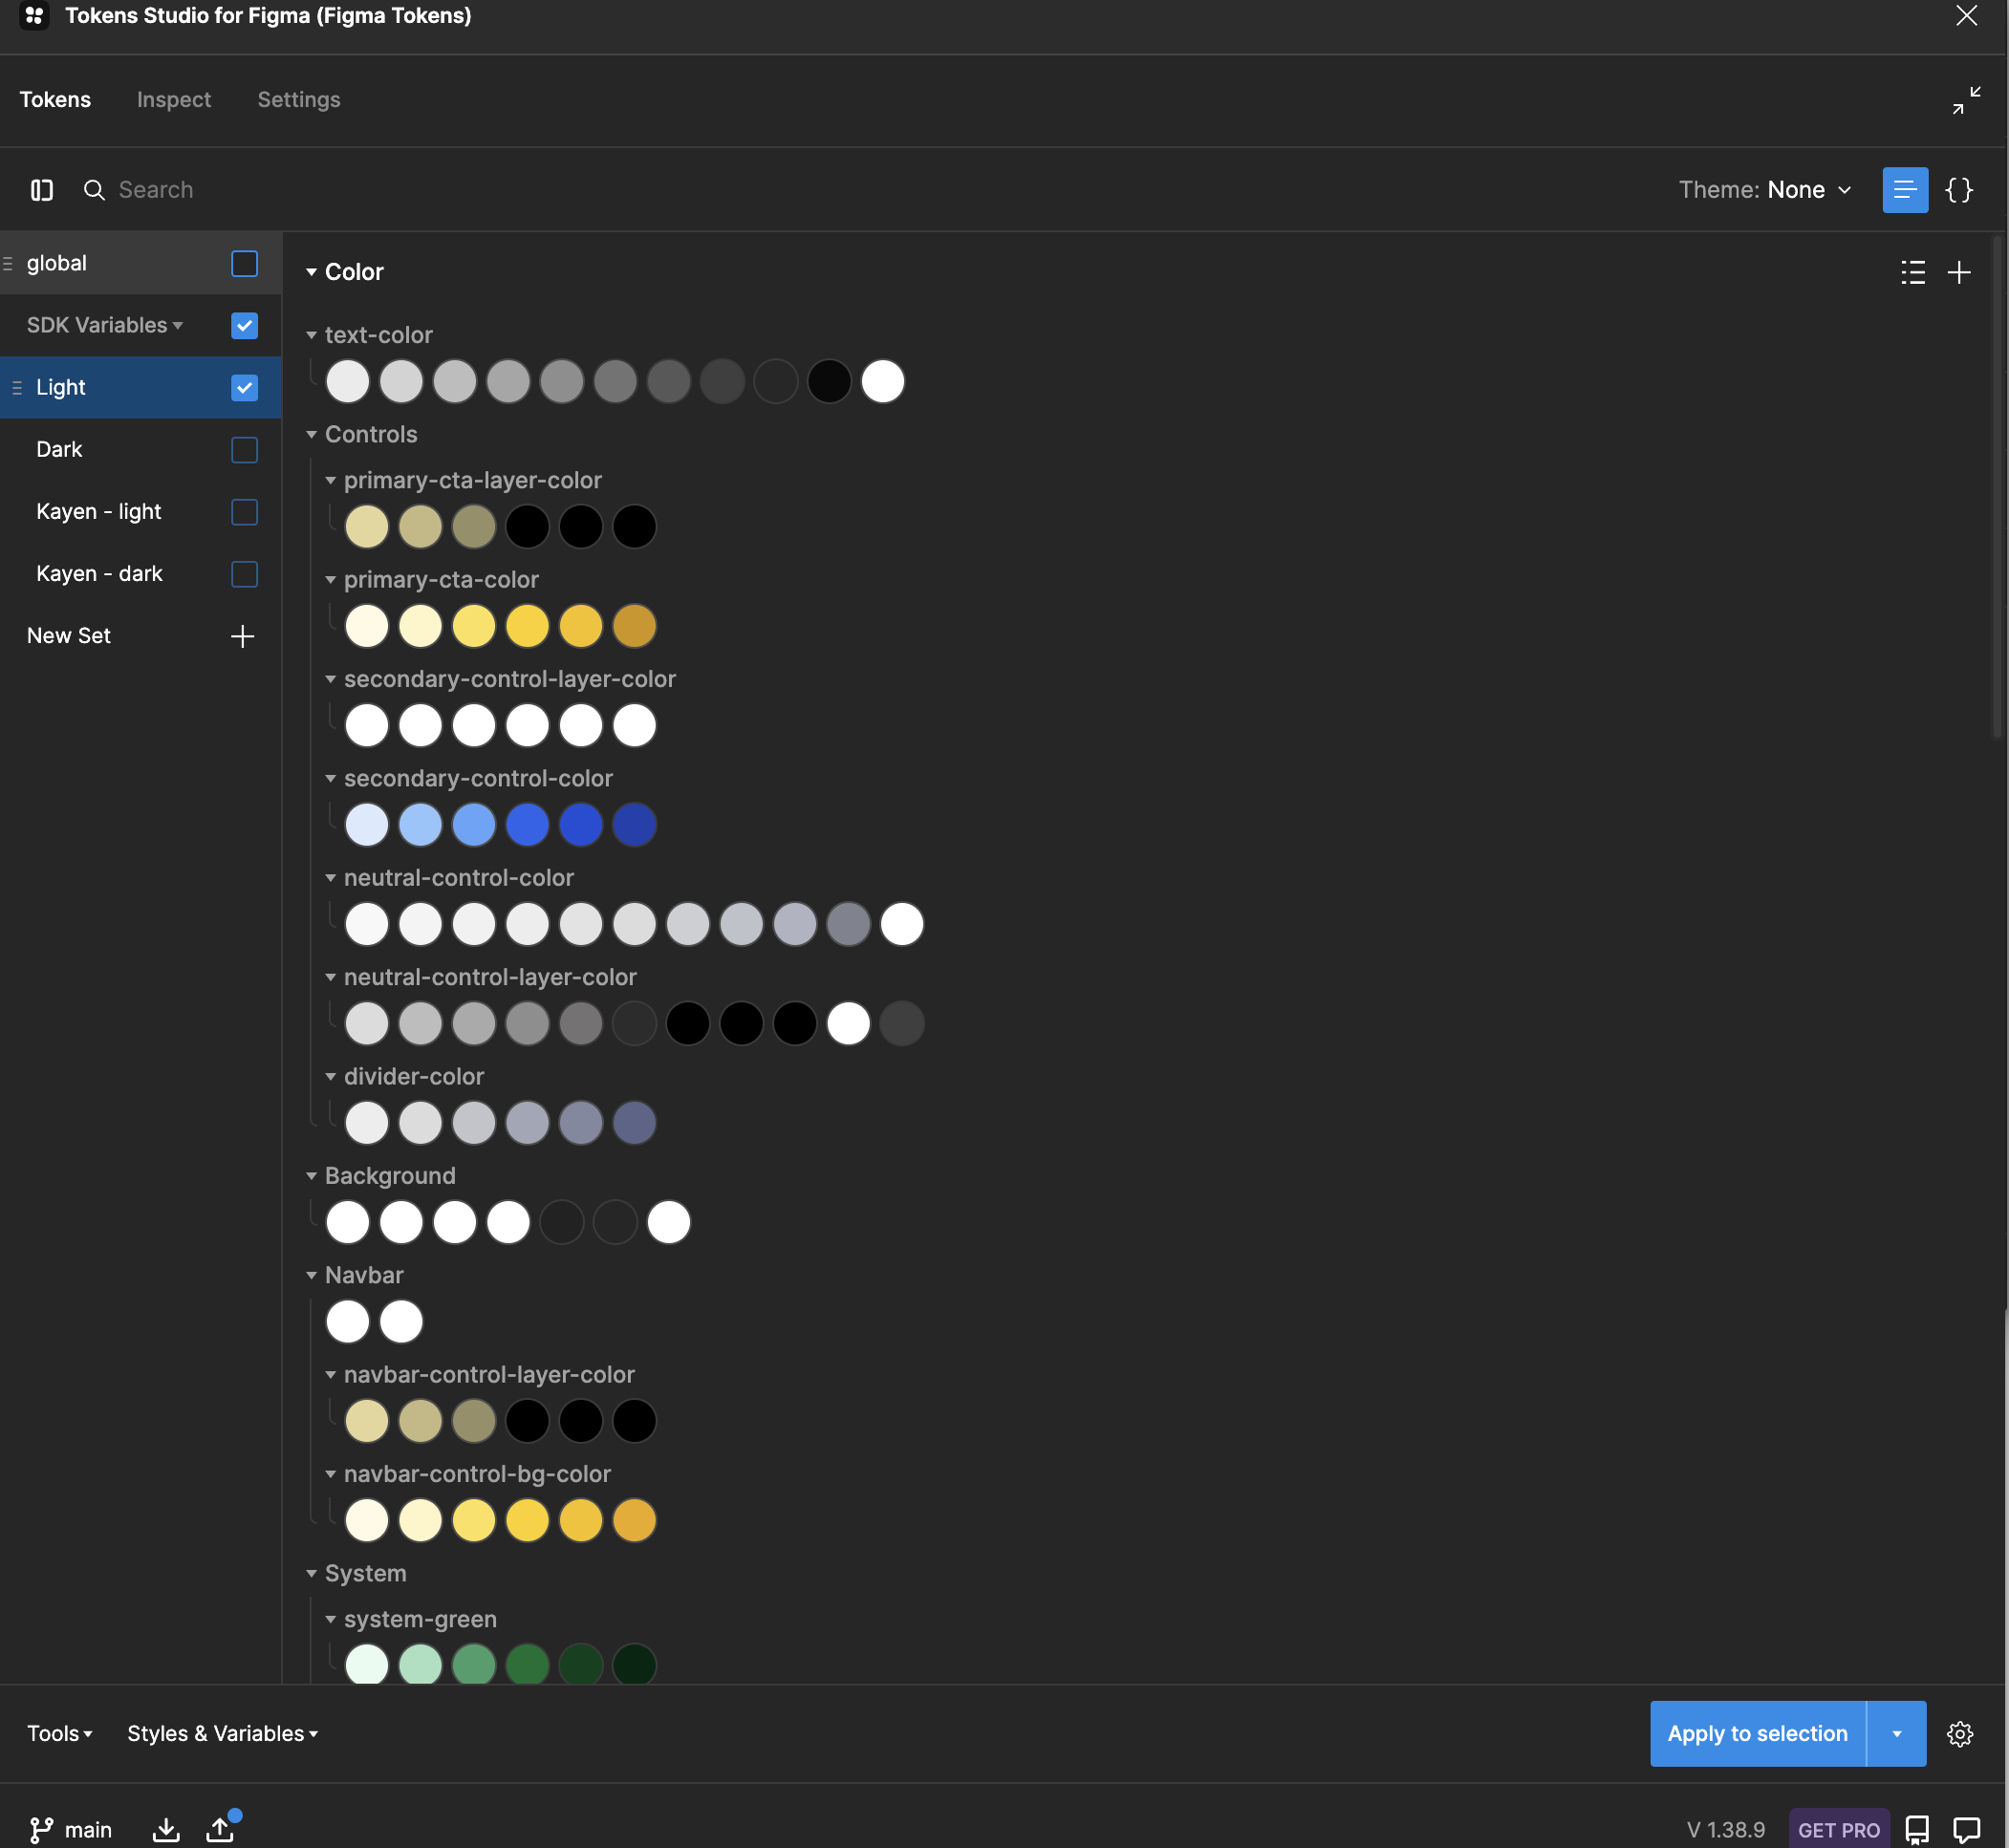 Tokens Studio for Figma (Figma Tokens)
Tokens Inspect Settings
Search Theme: None { }
global
SDK Variables
Light
Dark
Kayen - light
Kayen - dark
New Set
Color
text-color
Controls
primary-cta-layer-color
primary-cta-color
secondary-control-layer-color
secondary-control-color
neutral-control-color
neutral-control-layer-color
divider-color
Background
Navbar
navbar-control-layer-color
navbar-control-bg-color
System
system-green
Tools Styles & Variables Apply to selection
main V 1.38.9 GET PRO